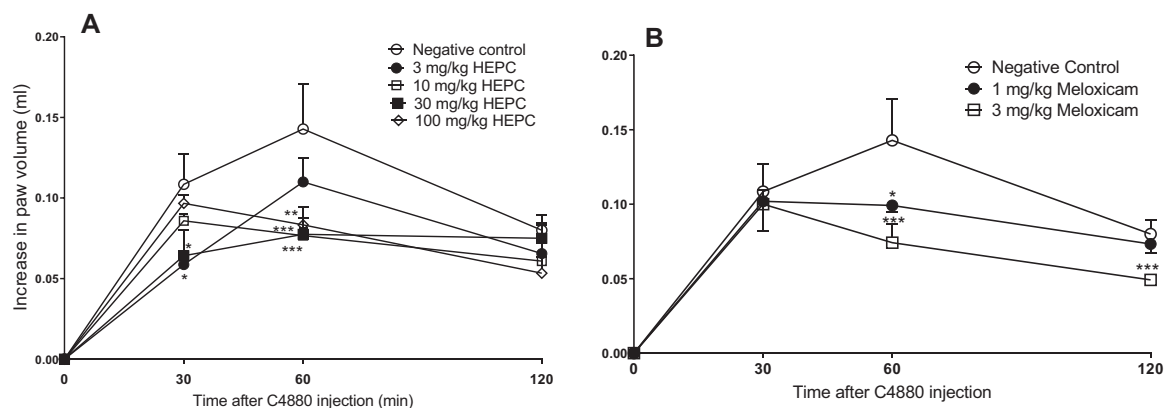 A
Increase in paw volume (ml)
0.20
0.15
0.10
0.05
0.00
Negative control
3 mg/kg HEPC
10 mg/kg HEPC
30 mg/kg HEPC
100 mg/kg HEPC
**
***
***
*
*
0
30
60
120
Time after C4880 injection (min)
B
0.20
0.15
0.10
0.05
0.00
Negative Control
1 mg/kg Meloxicam
3 mg/kg Meloxicam
*
***
***
0
30
60
120
Time after C4880 injection